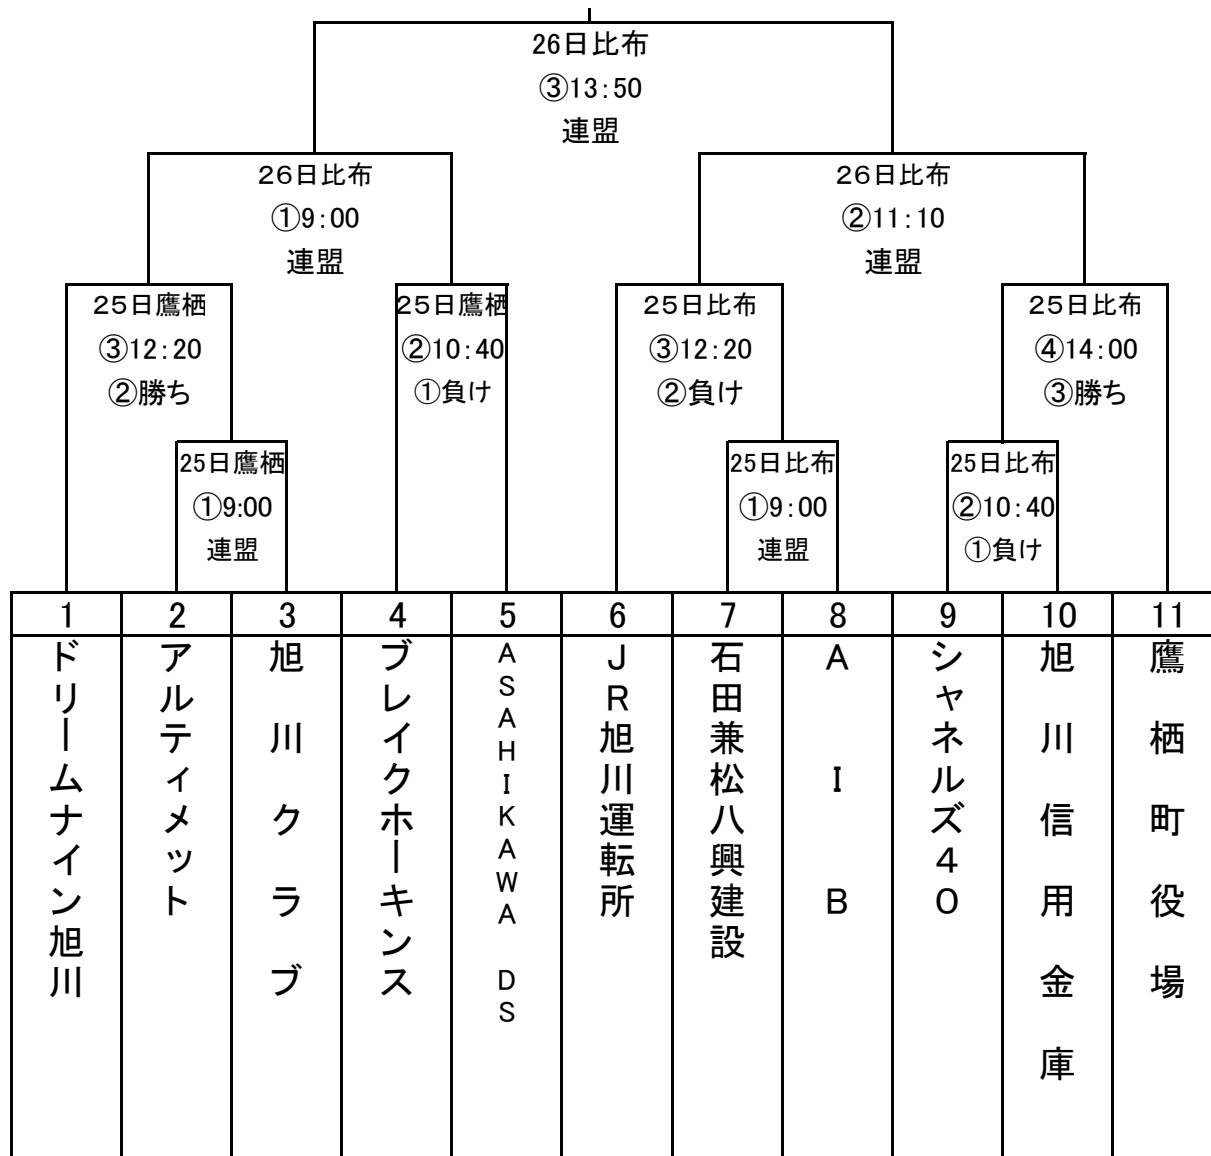 26日比布
③13:50
連盟
26日比布
①9:00
連盟
26日比布
②11:10
連盟
25日鷹栖
③12:20
②勝ち
25日鷹栖
②10:40
①負け
25日比布
③12:20
②負け
25日比布
④14:00
③勝ち
25日鷹栖
①9:00
連盟
25日比布
①9:00
連盟
25日比布
②10:40
①負け
1 2 3 4 5 6 7 8 9 10 11
ドリームナイン旭川
アルティメット
旭川クラブ
ブレイクホーキンス
ASAHIKAWA DS
JR旭川運転所
石田兼松八興建設
AIB
シャネルズ40
旭川信用金庫
鷹栖町役場